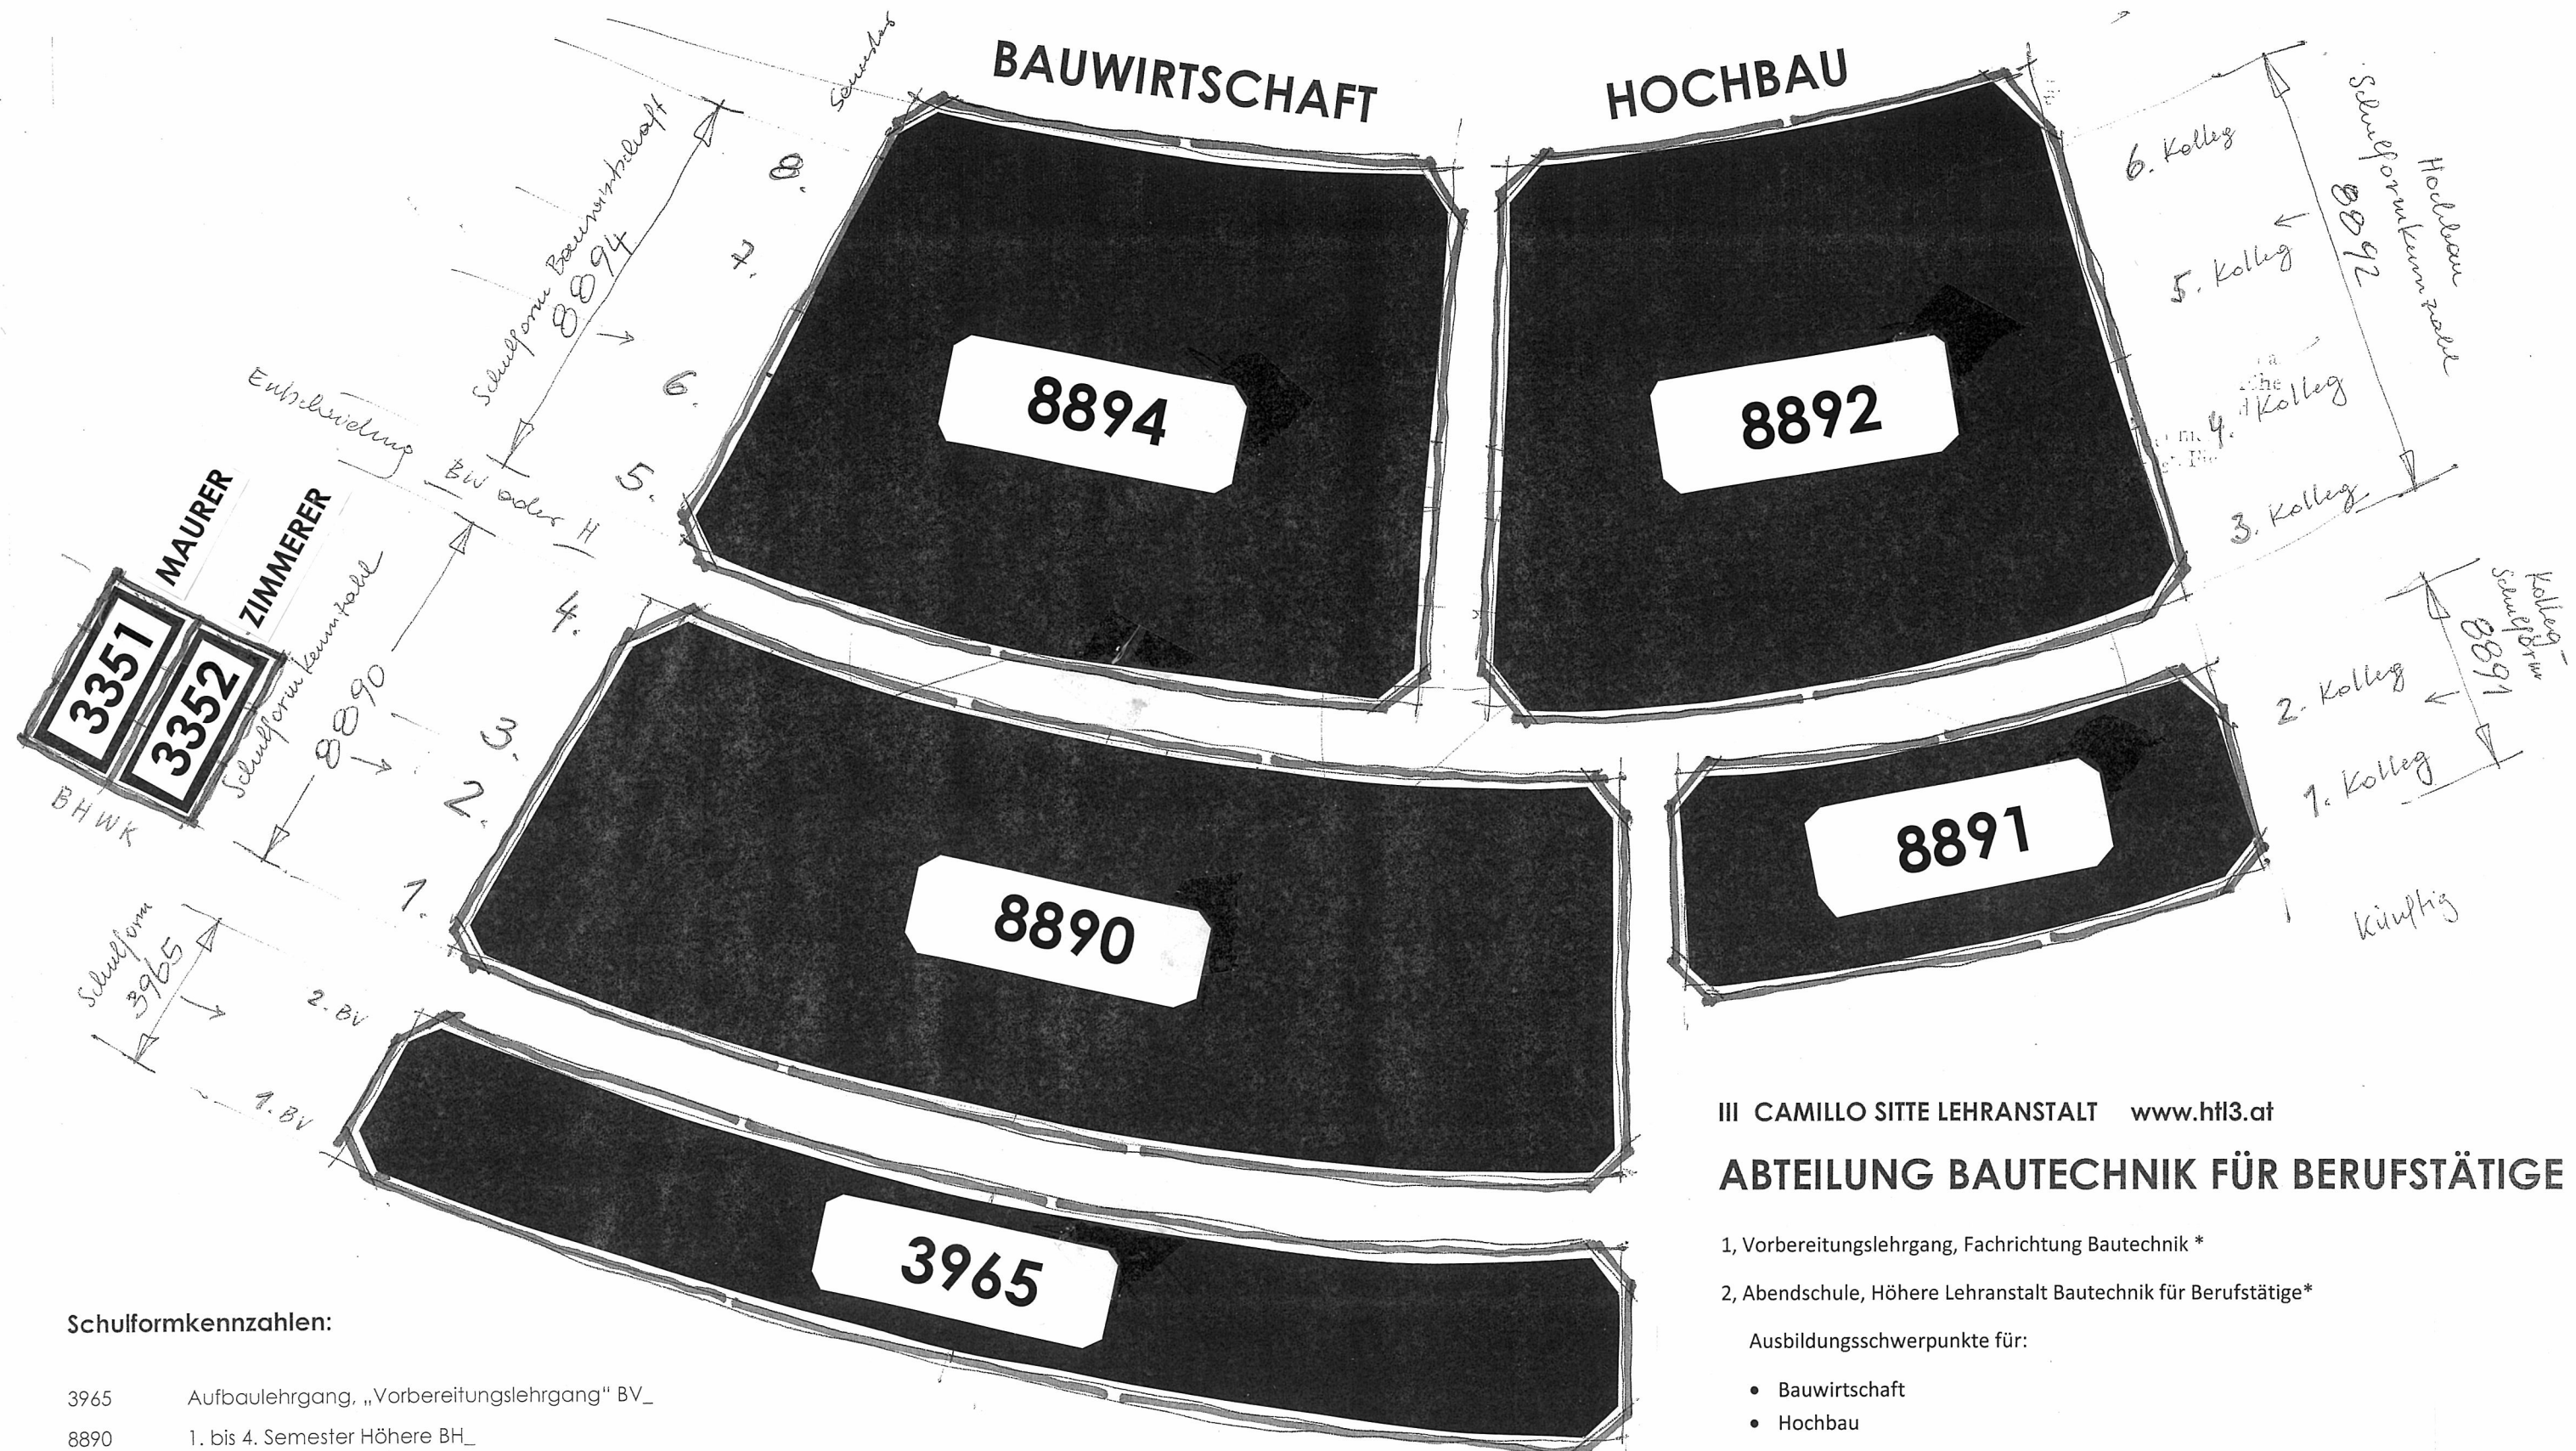 BAUWIRTSCHAFT
HOCHBAU
Semester
8.
7.
6.
5.
4.
3.
2.
1.
2. BV
1. BV
Schulform Bauwirtschaft
8894
Entscheidung
BW oder H
MAURER
ZIMMERER
3351
3352
BHWK
Schulformkennzahl
8890
Schulform
3965
8894
8892
8890
8891
3965
6. Kolleg
5. Kolleg
4. Kolleg
3. Kolleg
2. Kolleg
1. Kolleg
Hochbau
Schulformkennzahl
8892
Kolleg-
Schulform
8891
Künftig
III CAMILLO SITTE LEHRANSTALT www.htl3.at
ABTEILUNG BAUTECHNIK FÜR BERUFSTÄTIGE
1, Vorbereitungslehrgang, Fachrichtung Bautechnik *
2, Abendschule, Höhere Lehranstalt Bautechnik für Berufstätige*
Ausbildungsschwerpunkte für:
• Bauwirtschaft
• Hochbau
Schulformkennzahlen:
3965 Aufbaulehrgang, „Vorbereitungslehrgang" BV_
8890 1. bis 4. Semester Höhere BH_